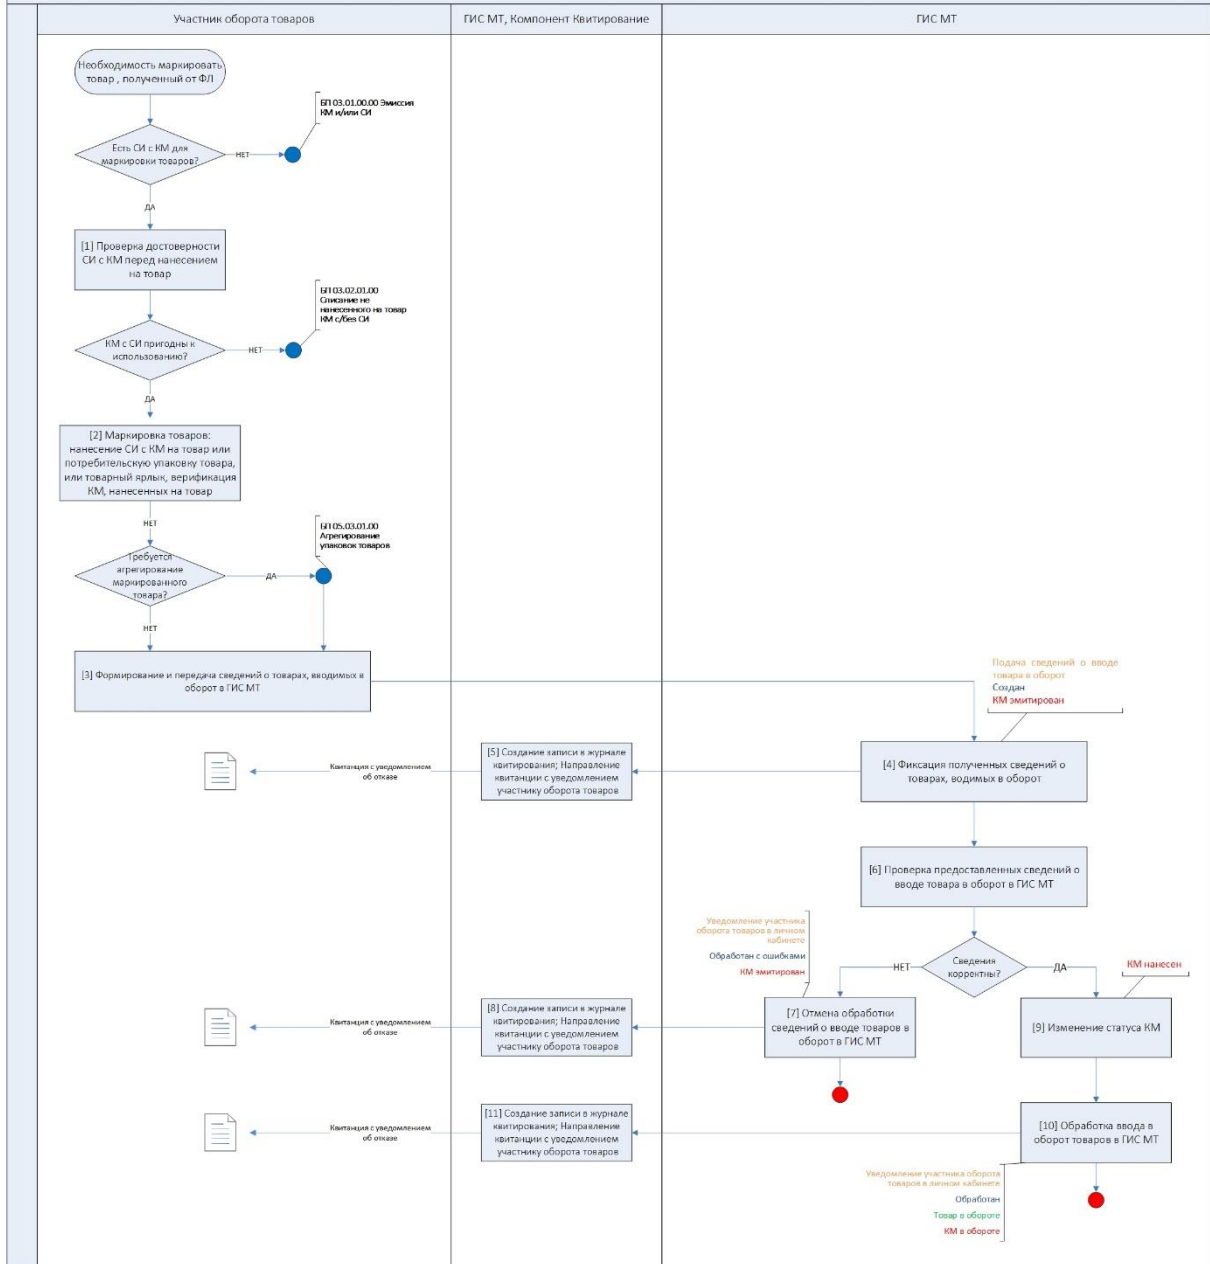 Участник оборота товаров
ГИС МТ, Компонент Квитирование
ГИС МТ
Необходимость маркировать
товар , полученный от ФЛ
БП 03.01.00.00 Эмиссия
КМ и/или СИ
Есть СИ с КМ для
маркировки товаров?
НЕТ
ДА
[1] Проверка достоверности
СИ с КМ перед нанесением
на товар
БП 03.02.01.00
Списание не
нанесенного на товар
КМ с/без СИ
КМ с СИ пригодны к
использованию?
НЕТ
ДА
[2] Маркировка товаров:
нанесение СИ с КМ на товар или
потребительскую упаковку товара,
или товарный ярлык, верификация
КМ, нанесенных на товар
НЕТ
БП 05.03.01.00
Агрегирование
упаковок товаров
Требуется
агрегирование
маркированного
товара?
ДА
НЕТ
[3] Формирование и передача сведений о товарах, вводимых в
оборот в ГИС МТ
Подача сведений о вводе
товара в оборот
Создан
КМ эмитирован
[4] Фиксация полученных сведений о
товарах, водимых в оборот
[5] Создание записи в журнале
квитирования; Направление
квитанции с уведомлением
участнику оборота товаров
Квитанция с уведомлением
об отказе
[6] Проверка предоставленных сведений о
вводе товара в оборот в ГИС МТ
Уведомление участника
оборота товаров в личном
кабинете
Обработан с ошибками
КМ эмитирован
Сведения
корректны?
НЕТ
ДА
КМ нанесен
[7] Отмена обработки
сведений о вводе товаров в
оборот в ГИС МТ
[8] Создание записи в журнале
квитирования; Направление
квитанции с уведомлением
участнику оборота товаров
Квитанция с уведомлением
об отказе
[9] Изменение статуса КМ
[10] Обработка ввода в
оборот товаров в ГИС МТ
[11] Создание записи в журнале
квитирования; Направление
квитанции с уведомлением
участнику оборота товаров
Квитанция с уведомлением
об отказе
Уведомление участника оборота
товаров в личном кабинете
Обработан
Товар в обороте
КМ в обороте